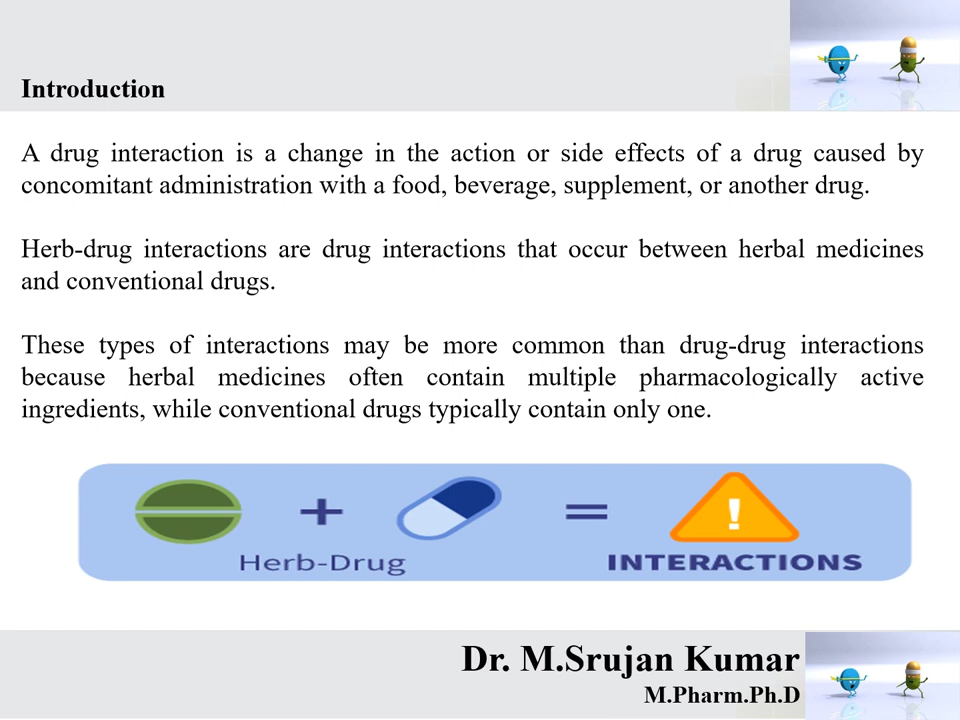 Introduction
A drug interaction is a change in the action or side effects of a drug caused by
concomitant administration with a food, beverage, supplement, or another drug.
Herb-drug interactions are drug interactions that occur between herbal medicines
and conventional drugs.
These types of interactions may be more common than drug-drug interactions
because herbal medicines often contain multiple pharmacologically active
ingredients, while conventional drugs typically contain only one.
+ = !
Herb-Drug INTERACTIONS
Dr. M.Srujan Kumar
M.Pharm.Ph.D